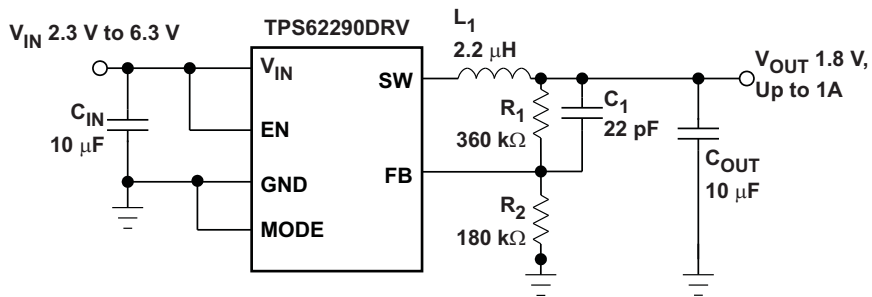 TPS62290DRV
V_IN 2.3 V to 6.3 V
L1
2.2 μH
V_OUT 1.8 V,
Up to 1A
V_IN
SW
C_IN
10 μF
EN
R1
360 kΩ
C1
22 pF
GND
FB
C_OUT
10 μF
MODE
R2
180 kΩ